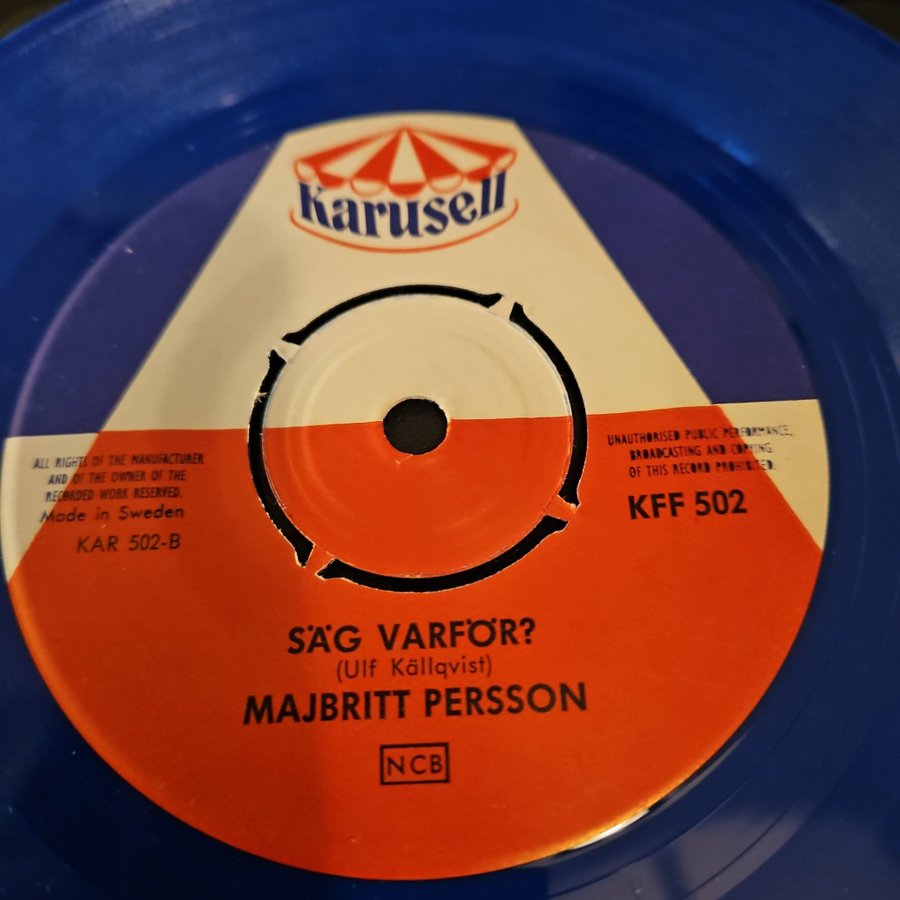 Karusell
ALL RIGHTS OF THE MANUFACTURER
AND OF THE OWNER OF THE
RECORDED WORK RESERVED.
Made in Sweden
KAR 502-B
UNAUTHORISED PUBLIC PERFORMANCE,
BROADCASTING AND COPYING
OF THIS RECORD PROHIBITED.
KFF 502
SÄG VARFÖR?
(Ulf Källqvist)
MAJBRITT PERSSON
NCB